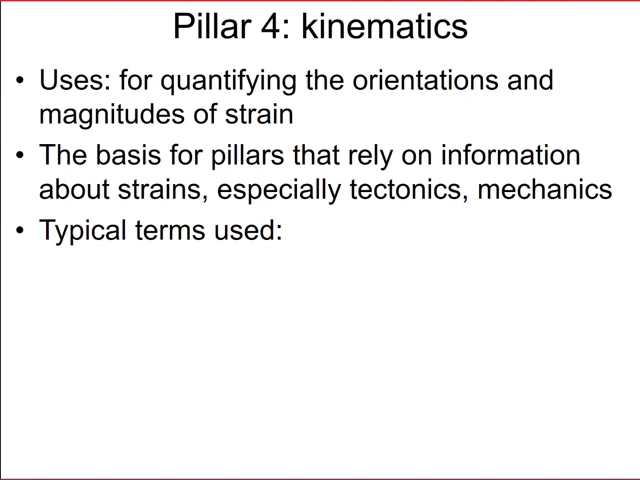 Pillar 4: kinematics
• Uses: for quantifying the orientations and
magnitudes of strain
• The basis for pillars that rely on information
about strains, especially tectonics, mechanics
• Typical terms used: